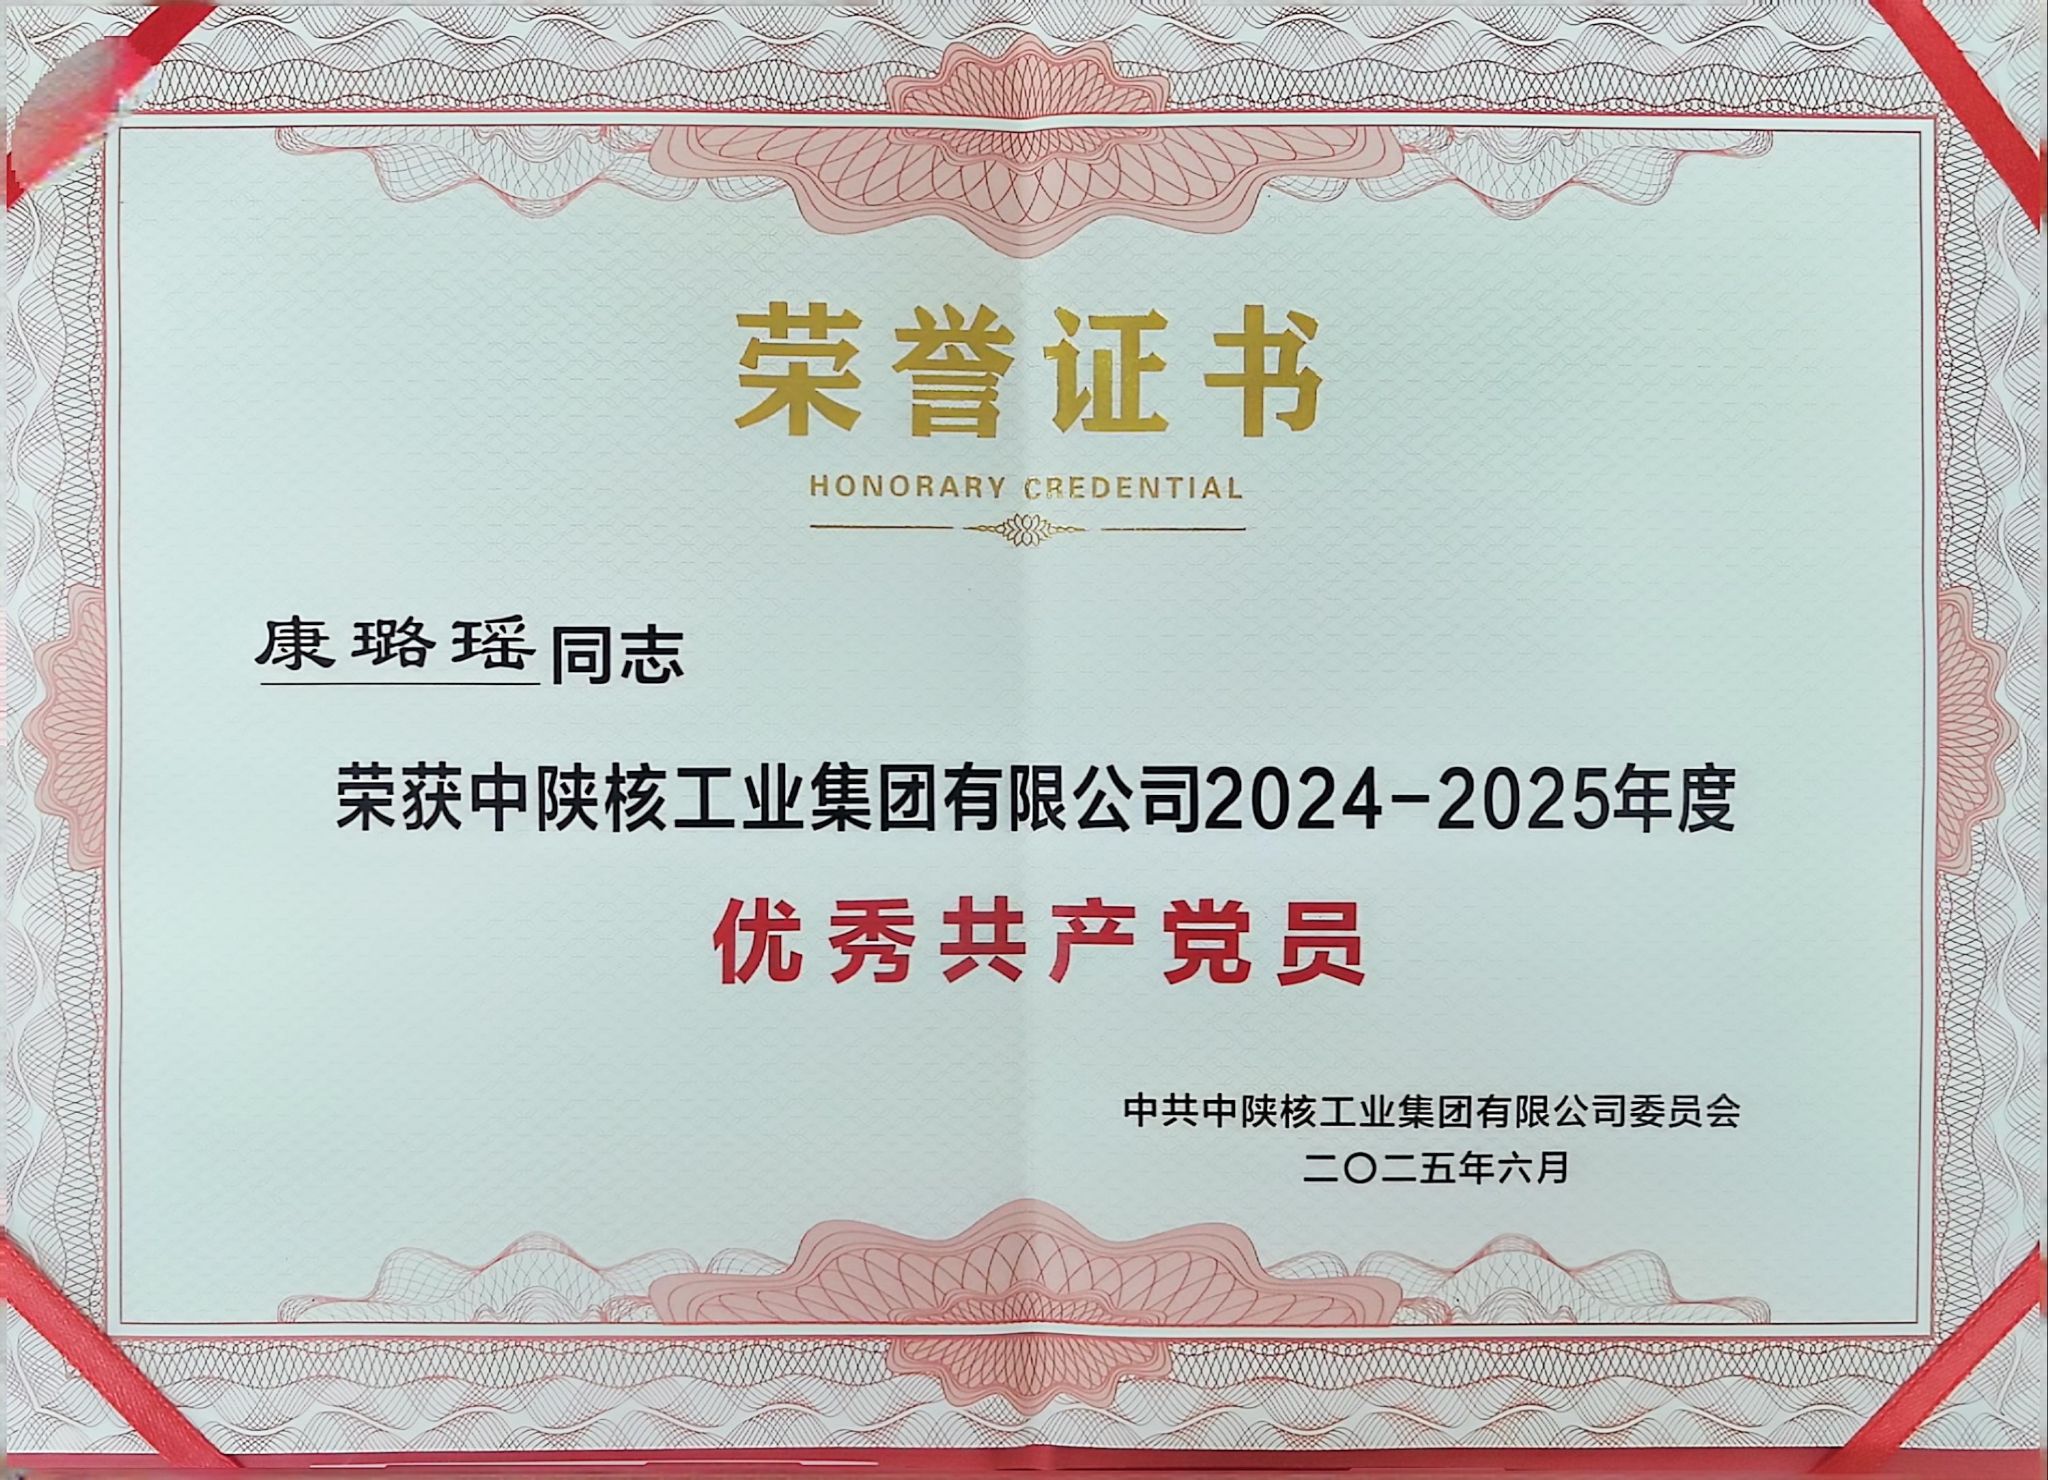 荣誉证书
HONORARY CREDENTIAL
康璐瑶同志
荣获中陕核工业集团有限公司2024-2025年度
优秀共产党员
中共中陕核工业集团有限公司委员会
二〇二五年六月